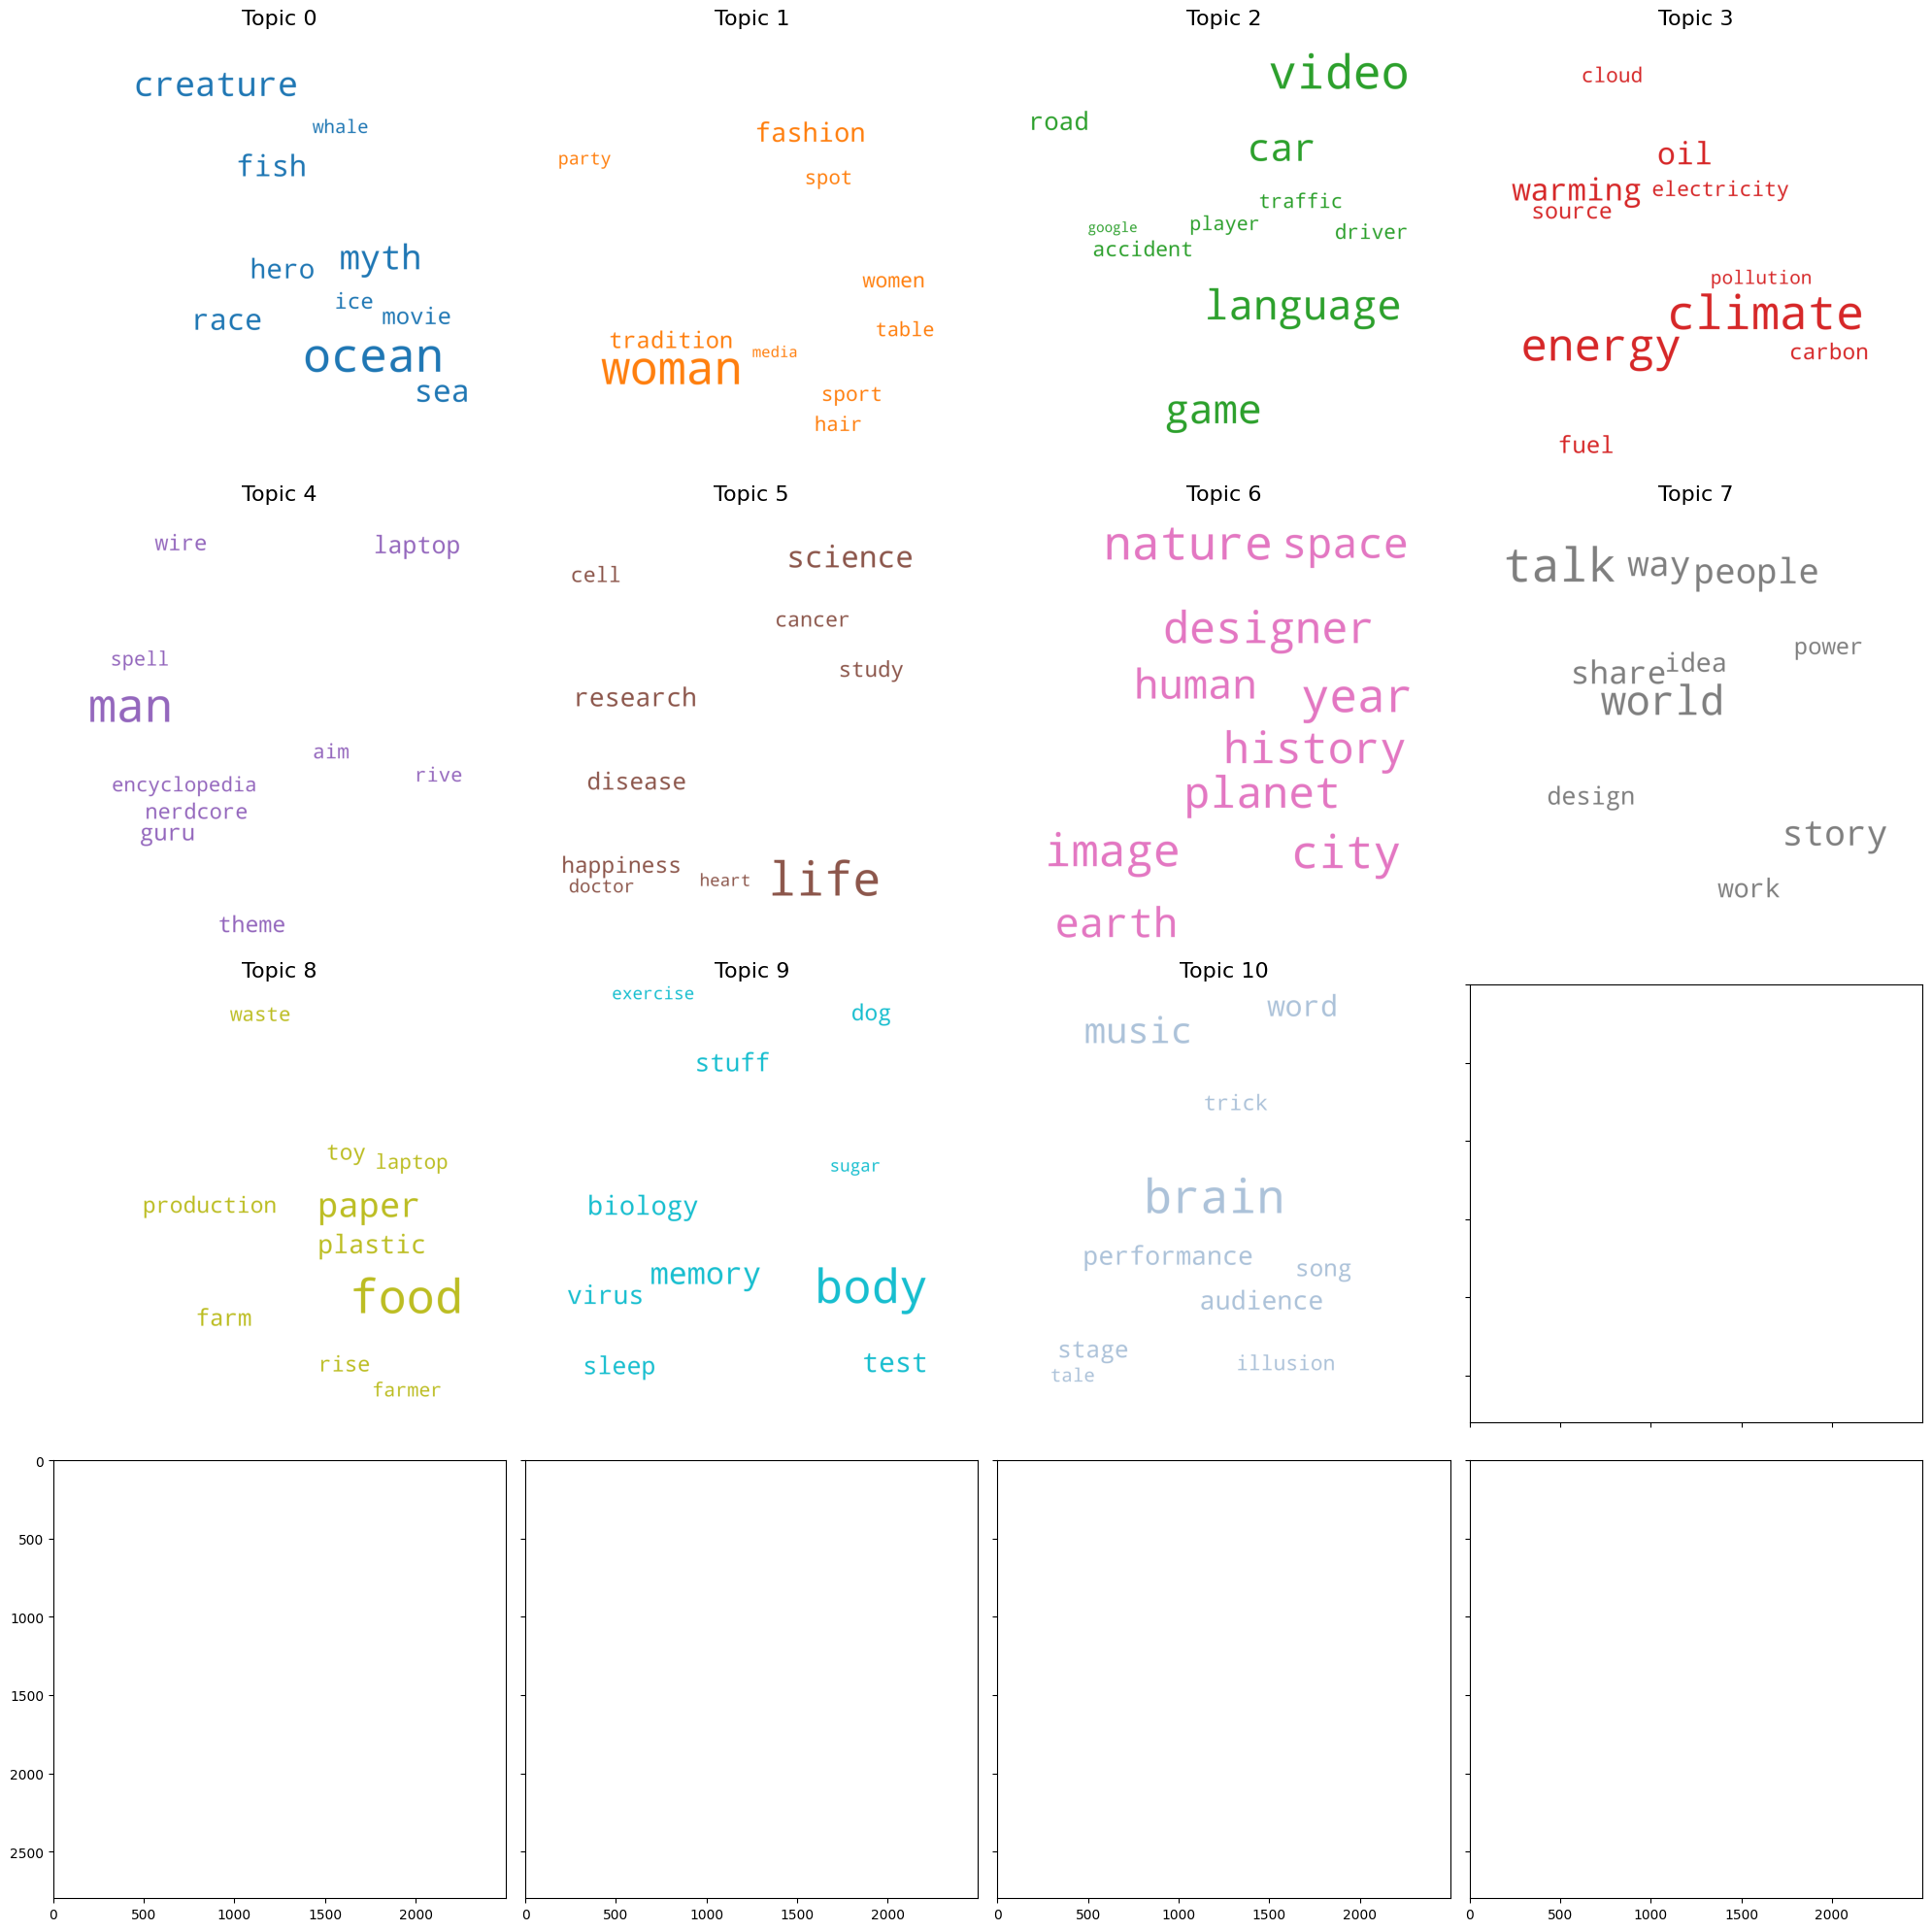 Topic 0
creature
whale
fish
myth
hero
ice
movie
race
ocean
sea
Topic 1
fashion
party
spot
women
table
tradition
media
woman
sport
hair
Topic 2
video
road
car
traffic
google
player
driver
accident
language
game
Topic 3
cloud
oil
warming
electricity
source
pollution
climate
energy
carbon
fuel
Topic 4
wire
laptop
spell
man
aim
rive
encyclopedia
nerdcore
guru
theme
Topic 5
science
cell
cancer
study
research
disease
happiness
doctor
heart
life
Topic 6
nature
space
designer
human
year
history
planet
image
city
earth
Topic 7
talk
way
people
power
share
idea
world
design
story
work
Topic 8
waste
toy
laptop
production
paper
plastic
food
farm
rise
farmer
Topic 9
exercise
dog
stuff
sugar
biology
memory
body
virus
sleep
test
Topic 10
word
music
trick
brain
performance
song
audience
stage
tale
illusion
0
500
1000
1500
2000
2500
0 500 1000 1500 2000
0 500 1000 1500 2000
0 500 1000 1500 2000
0 500 1000 1500 2000